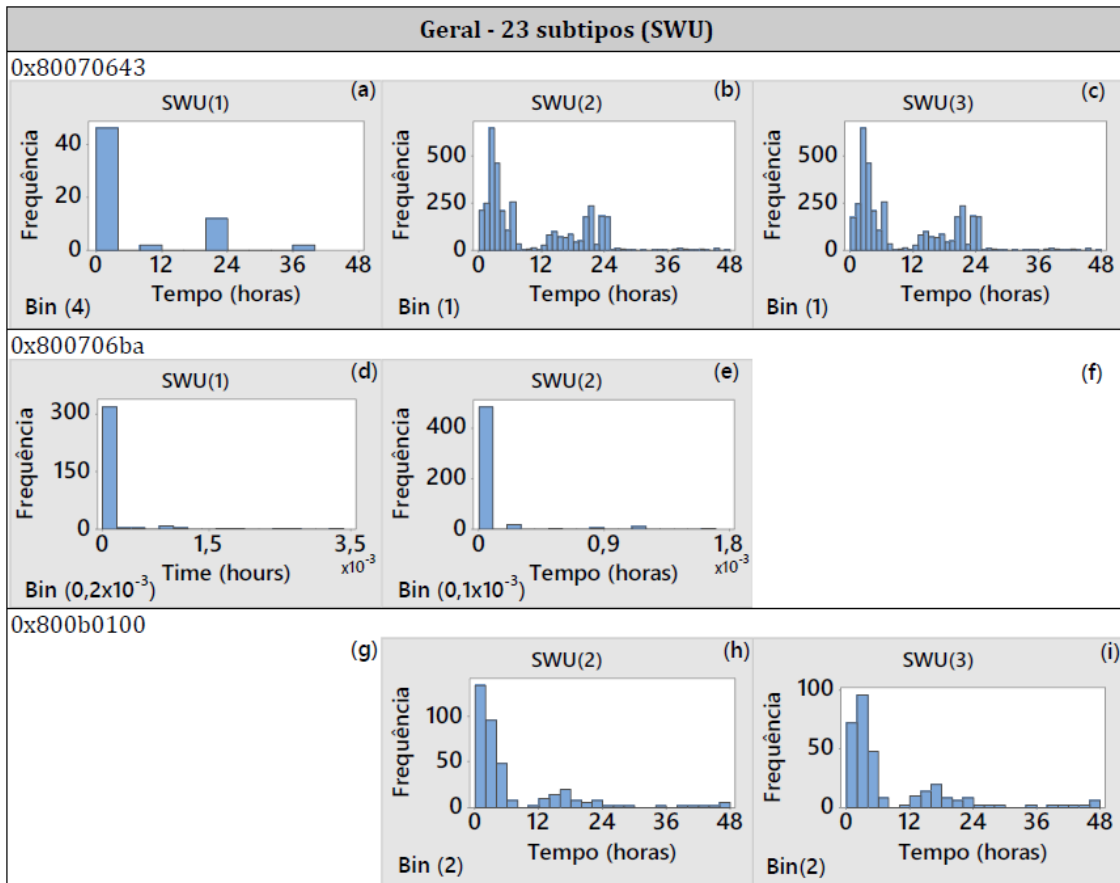 Geral - 23 subtipos (SWU)
0x80070643
SWU(1) (a)
Frequência
40
20
0
0 12 24 36 48
Tempo (horas)
Bin (4)
SWU(2) (b)
Frequência
500
250
0
0 12 24 36 48
Tempo (horas)
Bin (1)
SWU(3) (c)
Frequência
500
250
0
0 12 24 36 48
Tempo (horas)
Bin (1)
0x800706ba
SWU(1) (d)
Frequência
300
150
0
0 1,5 3,5
x10⁻³
Time (hours)
Bin (0,2x10⁻³)
SWU(2) (e)
Frequência
400
200
0
0 0,9 1,8
x10⁻³
Tempo (horas)
Bin (0,1x10⁻³)
(f)
0x800b0100
(g)
SWU(2) (h)
Frequência
100
50
0
0 12 24 36 48
Tempo (horas)
Bin (2)
SWU(3) (i)
Frequência
100
50
0
0 12 24 36 48
Tempo (horas)
Bin(2)